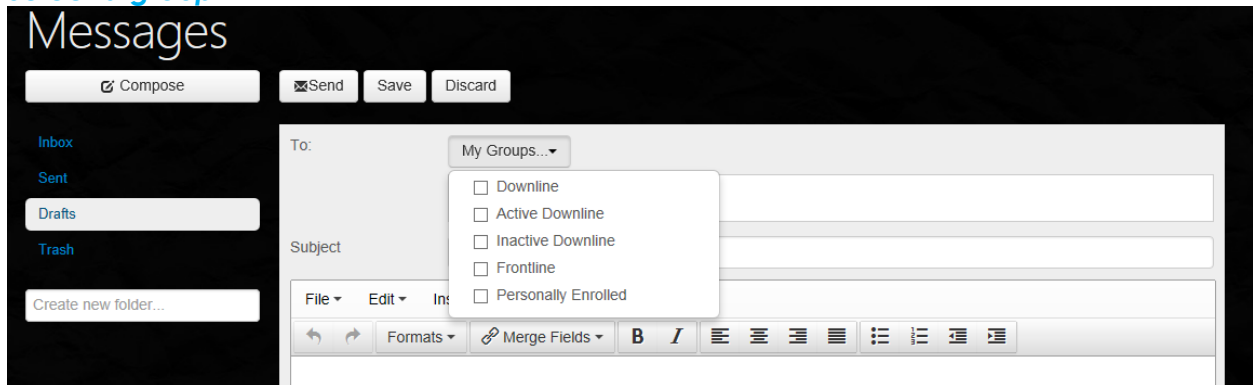 Messages
Compose
Send Save Discard
Inbox
Sent
Drafts
Trash
Create new folder...
To:
My Groups...
Downline
Active Downline
Inactive Downline
Frontline
Personally Enrolled
Subject
File Edit Ins
Formats Merge Fields B I